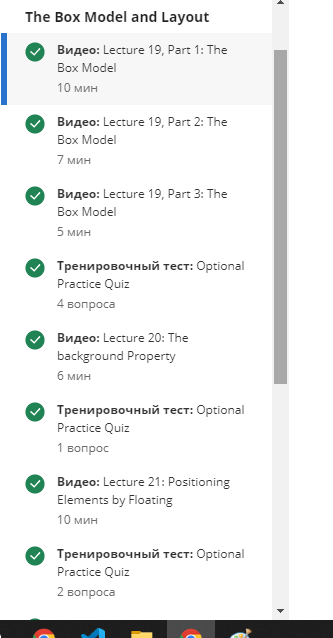 The Box Model and Layout
Видео: Lecture 19, Part 1: The
Box Model
10 мин
Видео: Lecture 19, Part 2: The
Box Model
7 мин
Видео: Lecture 19, Part 3: The
Box Model
5 мин
Тренировочный тест: Optional
Practice Quiz
4 вопроса
Видео: Lecture 20: The
background Property
6 мин
Тренировочный тест: Optional
Practice Quiz
1 вопрос
Видео: Lecture 21: Positioning
Elements by Floating
10 мин
Тренировочный тест: Optional
Practice Quiz
2 вопроса